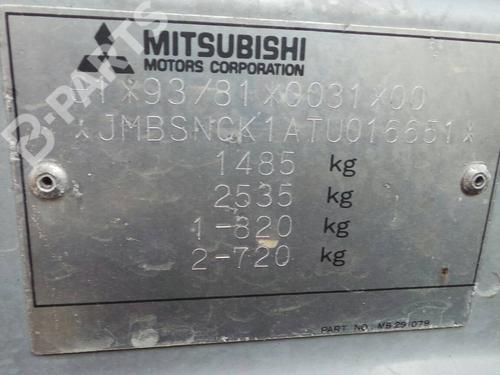 B-PARTS
MITSUBISHI
MOTORS CORPORATION
*93/81*0031*00
*JMBSNCK1ATU016651*
1485 kg
2535 kg
1-820 kg
2-720 kg
PART NO. MB291079